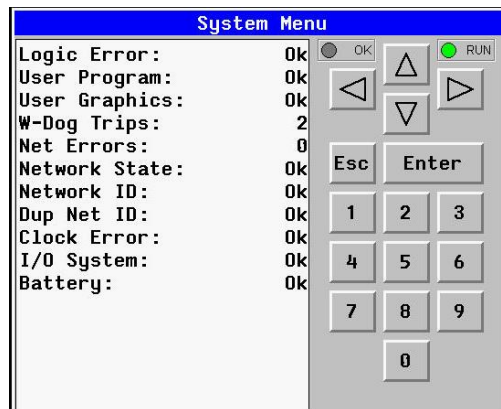 System Menu
Logic Error: Ok
User Program: Ok
User Graphics: Ok
W-Dog Trips: 2
Net Errors: 0
Network State: Ok
Network ID: Ok
Dup Net ID: Ok
Clock Error: Ok
I/O System: Ok
Battery: Ok
OK
RUN
Esc Enter
1 2 3
4 5 6
7 8 9
0